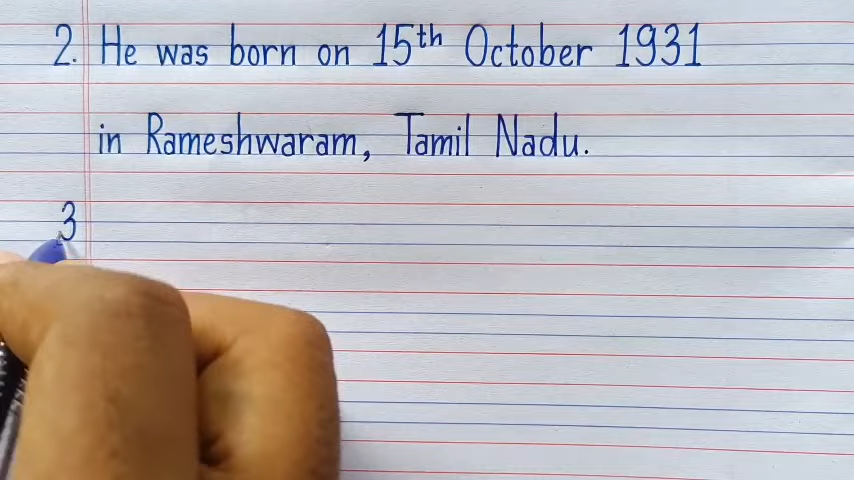 2. He was born on 15th October 1931
in Rameshwaram, Tamil Nadu.
3